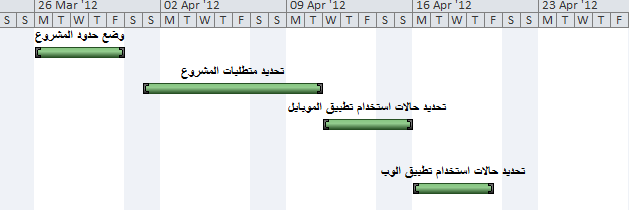 26 Mar '12 02 Apr '12 09 Apr '12 16 Apr '12 23 Apr '12
S S M T W T F S S M T W T F S S M T W T F S S M T W T F S S M T W T F
وضع حدود المشروع
تحديد متطلبات المشروع
تحديد حالات استخدام تطبيق الموبايل
تحديد حالات استخدام تطبيق الوب